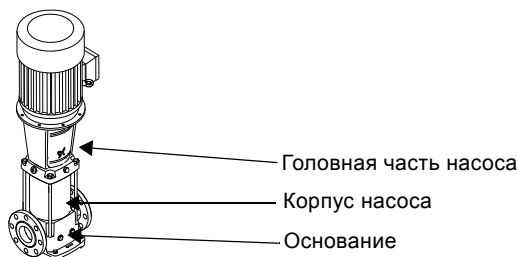 Головная часть насоса
Корпус насоса
Основание